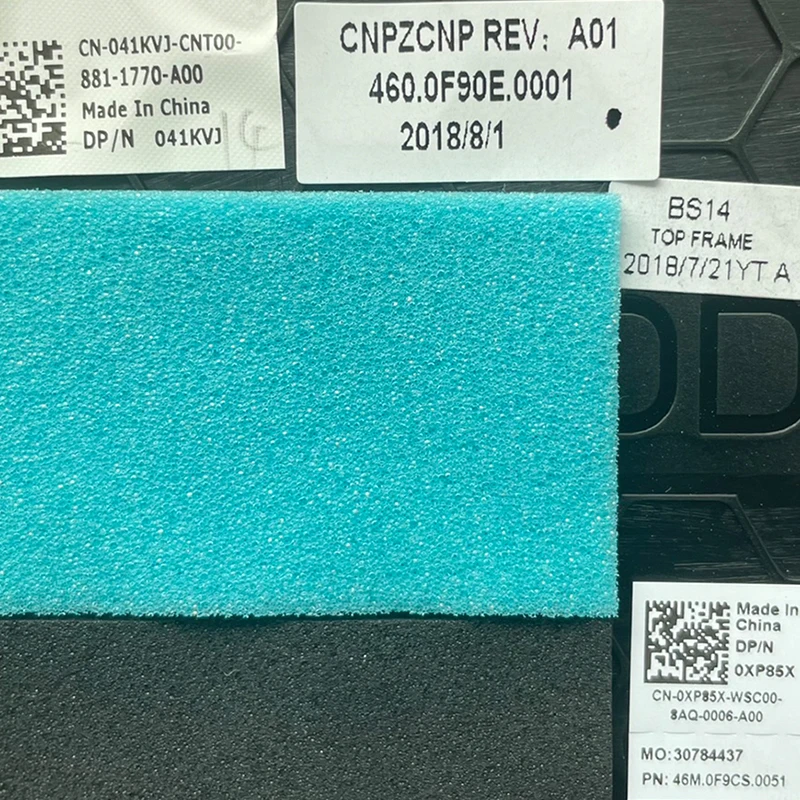 CN-041KVJ-CNT00-
881-1770-A00
Made In China
DP/N 041KVJ
CNPZCNP REV: A01
460.0F90E.0001
2018/8/1
BS14
TOP FRAME
2018/7/21YT A
OD
Made In
China
DP/N
0XP85X
CN-0XP85X-WSC00-
8AQ-0006-A00
MO:30784437
PN: 46M.0F9CS.0051